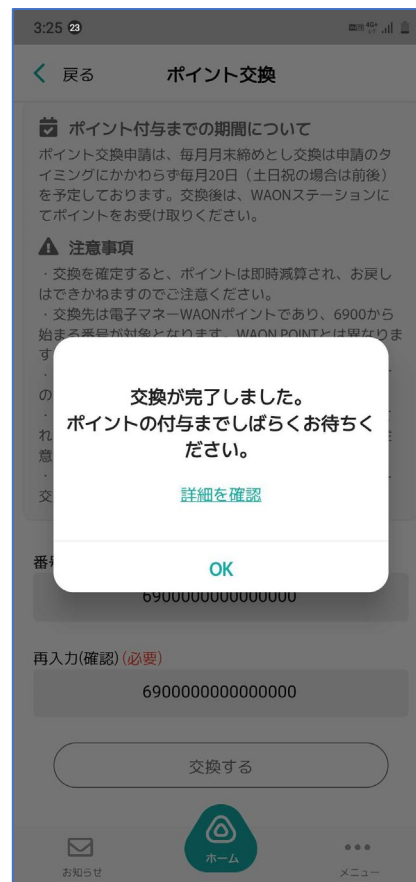 3:25 23
4G+
戻る
ポイント交換
ポイント付与までの期間について
ポイント交換申請は、毎月月末締めとし交換は申請のタ
イミングにかかわらず毎月20日（土日祝の場合は前後）
を予定しております。交換後は、WAONステーションに
てポイントをお受け取りください。
注意事項
・交換を確定すると、ポイントは即時減算され、お戻し
はできかねますのでご注意ください。
・交換先は電子マネーWAONポイントであり、6900から
始まる番号が対象となります。WAON POINTとは異なりま
す
の
れ
意
交
交換が完了しました。
ポイントの付与までしばらくお待ちく
ださい。
詳細を確認
OK
番号
6900000000000000
再入力(確認) (必要)
6900000000000000
交換する
お知らせ
ホーム
メニュー